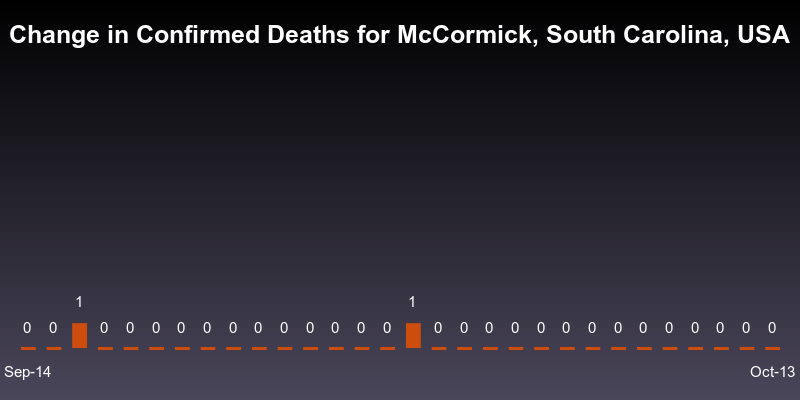 Change in Confirmed Deaths for McCormick, South Carolina, USA
1 1
0 0 0 0 0 0 0 0 0 0 0 0 0 0 0 0 0 0 0 0 0 0 0 0 0 0 0 0
Sep-14 Oct-13